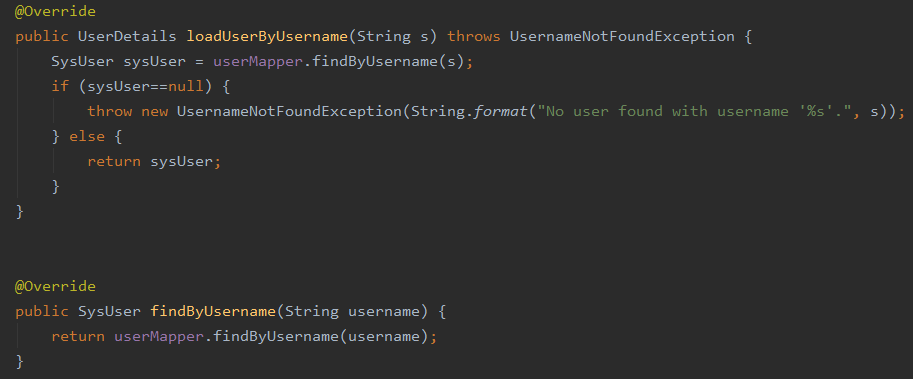 @Override
public UserDetails loadUserByUsername(String s) throws UsernameNotFoundException {
SysUser sysUser = userMapper.findByUsername(s);
if (sysUser==null) {
throw new UsernameNotFoundException(String.format("No user found with username '%s'.", s));
} else {
return sysUser;
}
}
@Override
public SysUser findByUsername(String username) {
return userMapper.findByUsername(username);
}